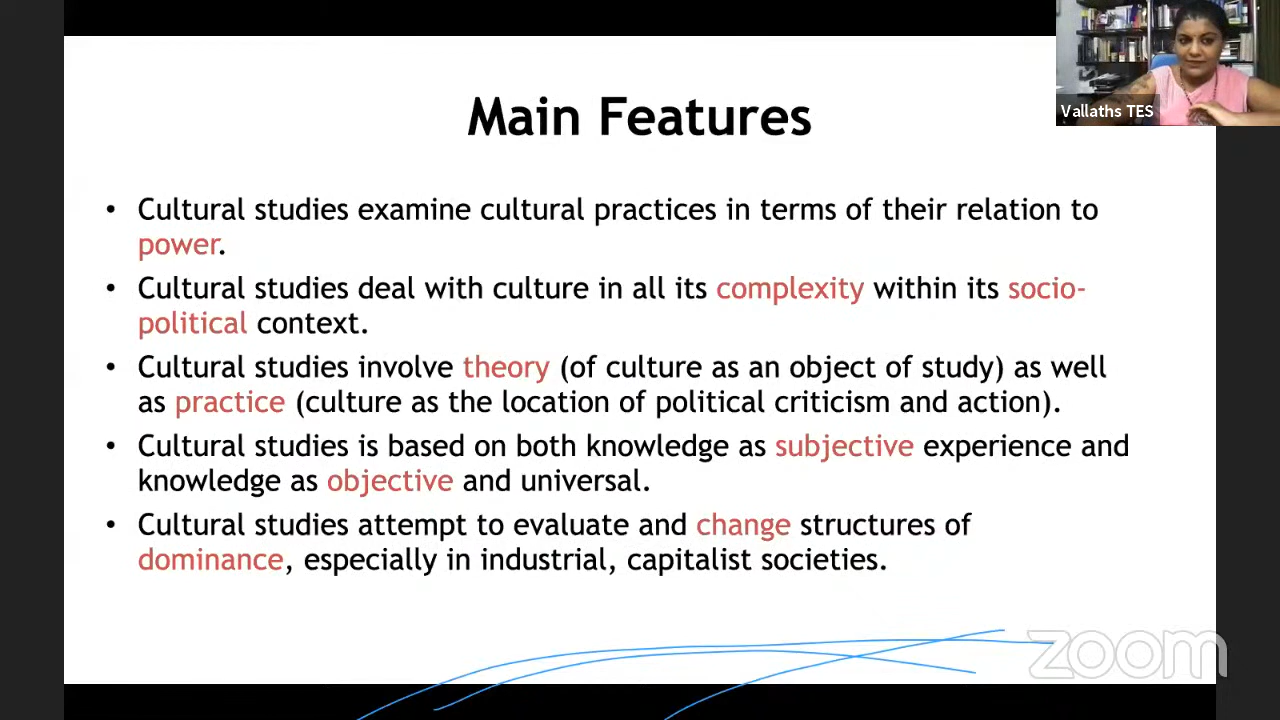 Vallaths TES
Main Features
• Cultural studies examine cultural practices in terms of their relation to
power.
• Cultural studies deal with culture in all its complexity within its socio-
political context.
• Cultural studies involve theory (of culture as an object of study) as well
as practice (culture as the location of political criticism and action).
• Cultural studies is based on both knowledge as subjective experience and
knowledge as objective and universal.
• Cultural studies attempt to evaluate and change structures of
dominance, especially in industrial, capitalist societies.
zoom